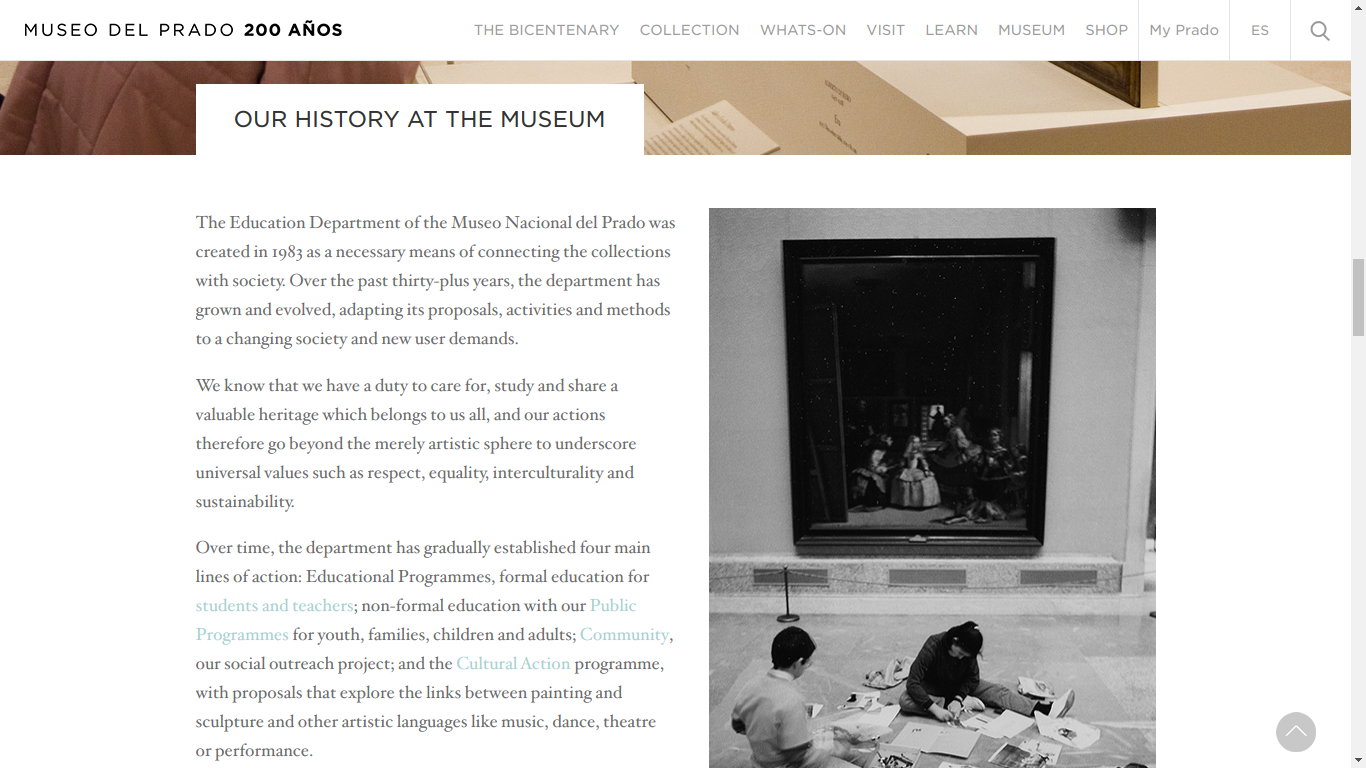 MUSEO DEL PRADO 200 AÑOS
THE BICENTENARY COLLECTION WHATS-ON VISIT LEARN MUSEUM SHOP My Prado ES
OUR HISTORY AT THE MUSEUM
The Education Department of the Museo Nacional del Prado was
created in 1983 as a necessary means of connecting the collections
with society. Over the past thirty-plus years, the department has
grown and evolved, adapting its proposals, activities and methods
to a changing society and new user demands.
We know that we have a duty to care for, study and share a
valuable heritage which belongs to us all, and our actions
therefore go beyond the merely artistic sphere to underscore
universal values such as respect, equality, interculturality and
sustainability.
Over time, the department has gradually established four main
lines of action: Educational Programmes, formal education for
students and teachers; non-formal education with our Public
Programmes for youth, families, children and adults; Community,
our social outreach project; and the Cultural Action programme,
with proposals that explore the links between painting and
sculpture and other artistic languages like music, dance, theatre
or performance.